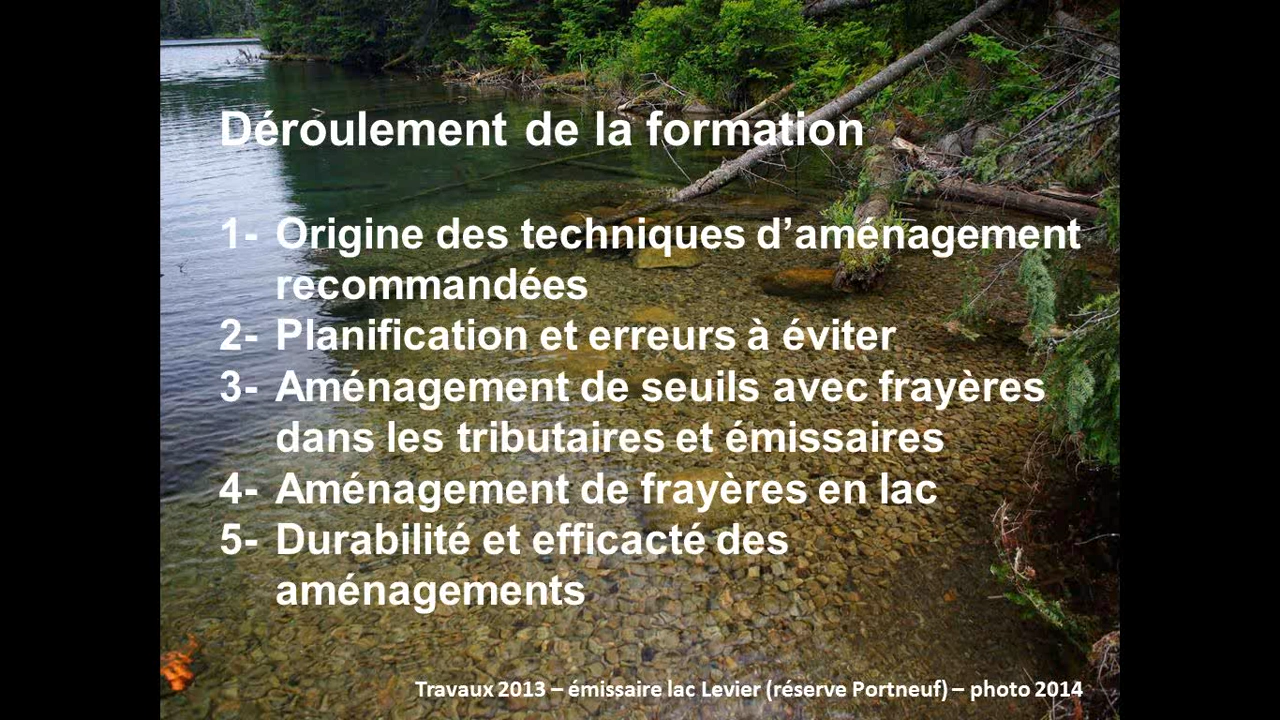 Déroulement de la formation
1- Origine des techniques d’aménagement
recommandées
2- Planification et erreurs à éviter
3- Aménagement de seuils avec frayères
dans les tributaires et émissaires
4- Aménagement de frayères en lac
5- Durabilité et efficacté des
aménagements
Travaux 2013 – émissaire lac Levier (réserve Portneuf) – photo 2014